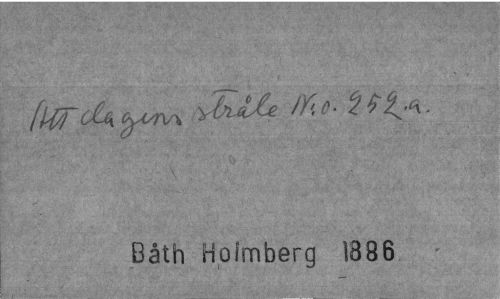 Att dagens stråle N:o. 252.a.
Båth Holmberg 1886